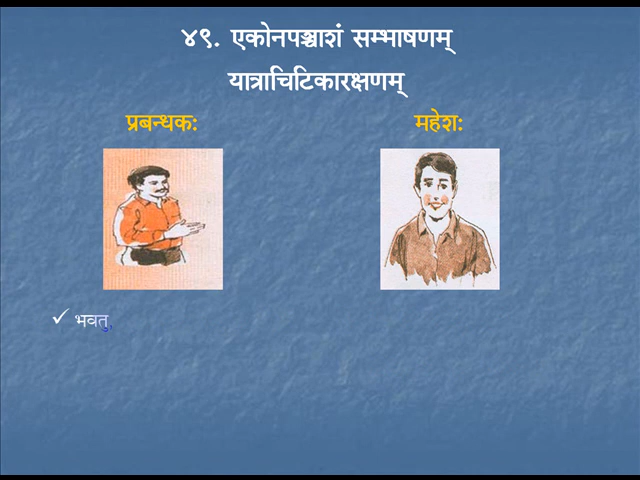 ४९. एकोनपञ्चाशं सम्भाषणम्
यात्राचिटिकारक्षणम्
प्रबन्धकः
महेशः
✓ भवतु,